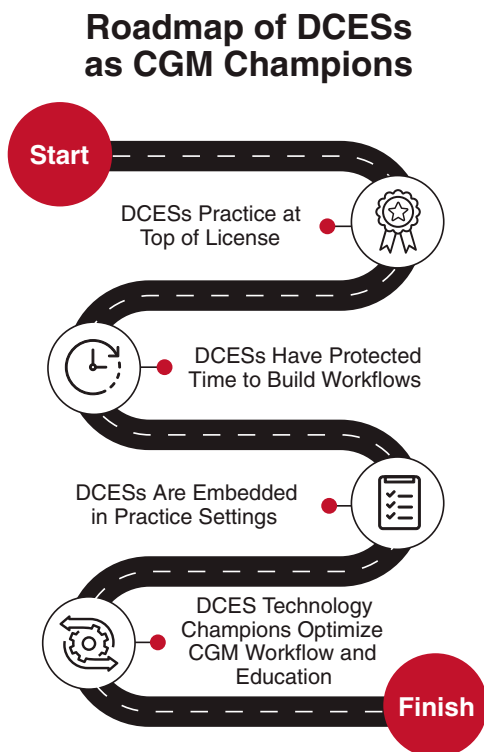 Roadmap of DCESs
as CGM Champions
Start
DCESs Practice at
Top of License
DCESs Have Protected
Time to Build Workflows
DCESs Are Embedded
in Practice Settings
DCES Technology
Champions Optimize
CGM Workflow and
Education
Finish